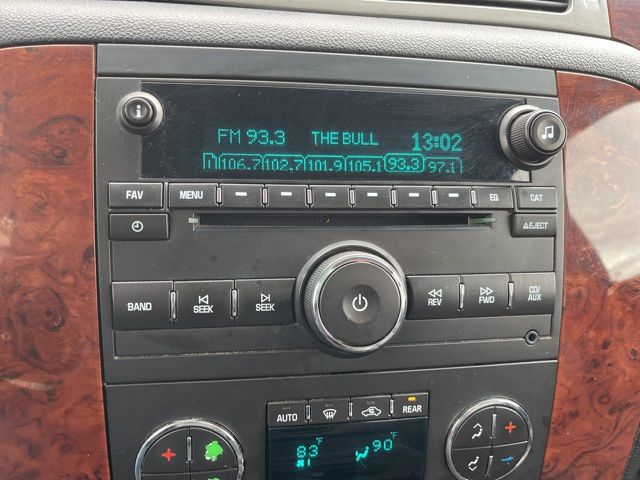 FM 93.3 THE BULL 13:02
106.7 102.7 101.9 105.1 93.3 97.1
FAV MENU EQ CAT
EJECT
BAND SEEK SEEK REV FWD CD/AUX
AUTO REAR
83°F 90°F